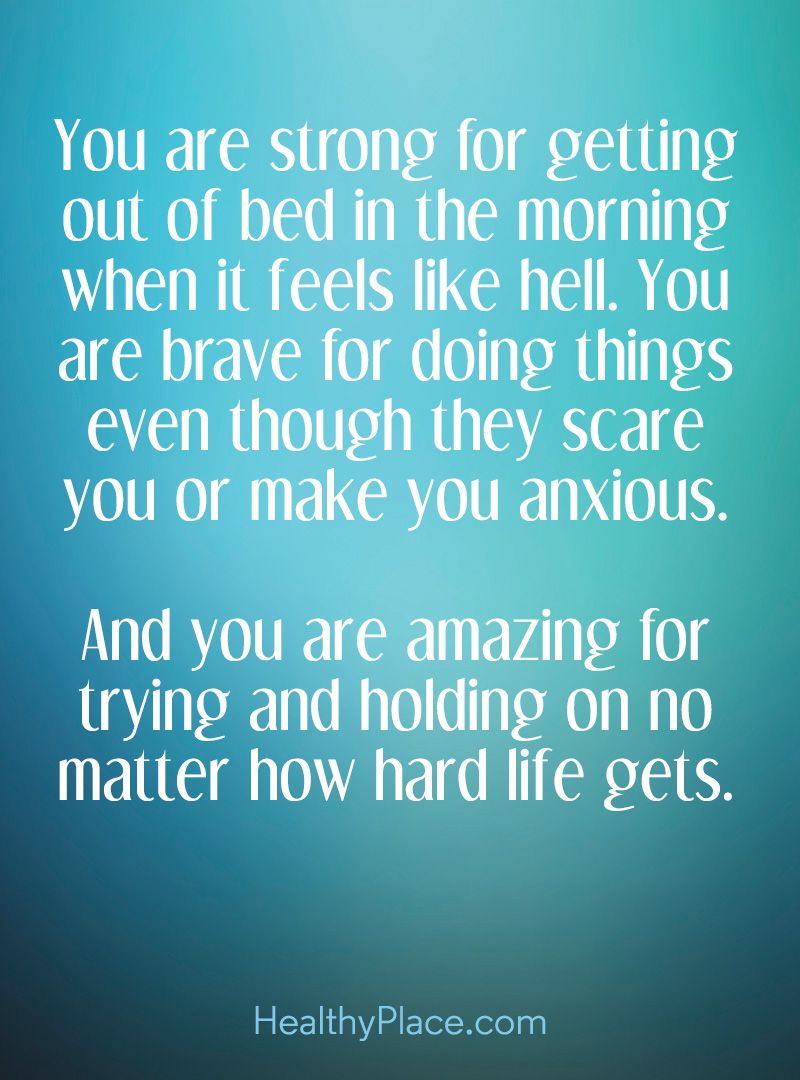 You are strong for getting
out of bed in the morning
when it feels like hell. You
are brave for doing things
even though they scare
you or make you anxious.
And you are amazing for
trying and holding on no
matter how hard life gets.
HealthyPlace.com